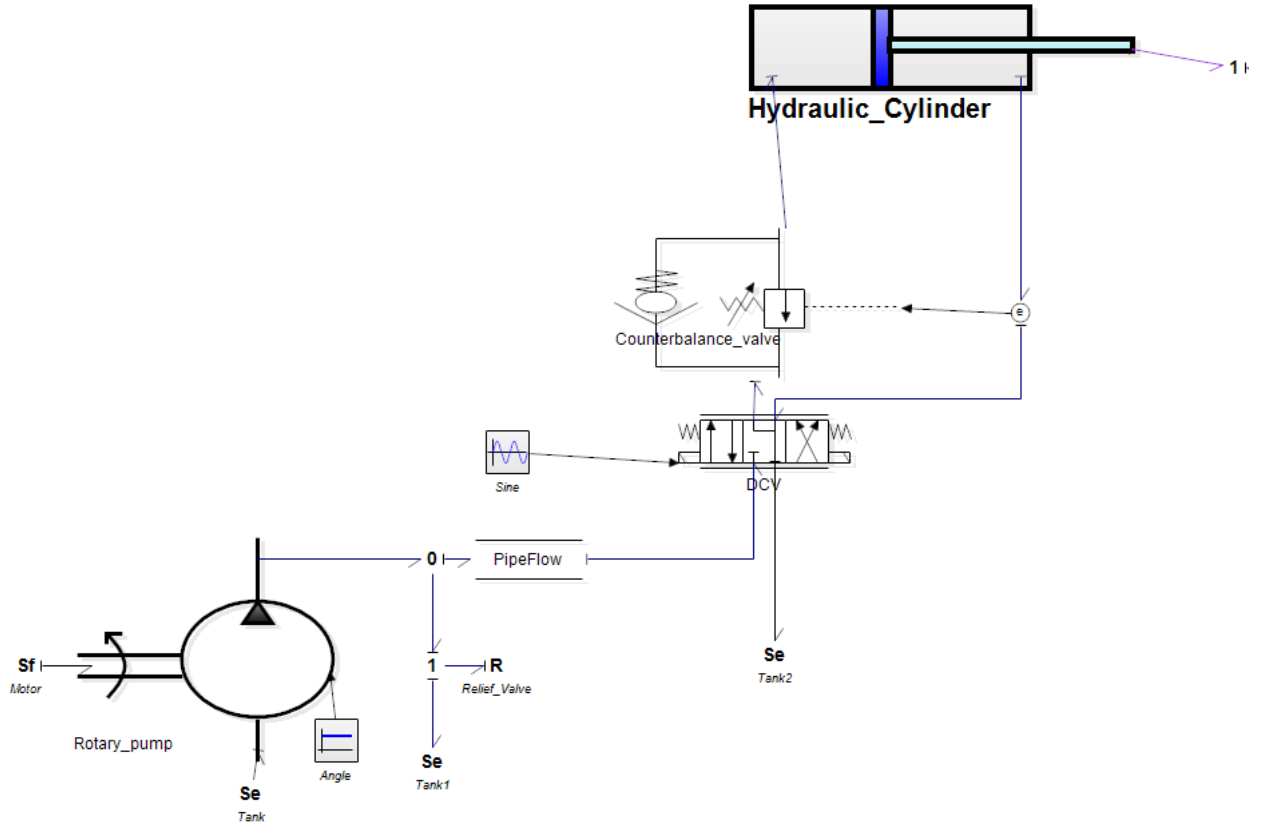 1
Hydraulic_Cylinder
e
Counterbalance_valve
Sine
DCV
0
PipeFlow
Sf
Motor
1
R
Relief_Valve
Se
Tank2
Rotary_pump
Angle
Se
Tank1
Se
Tank